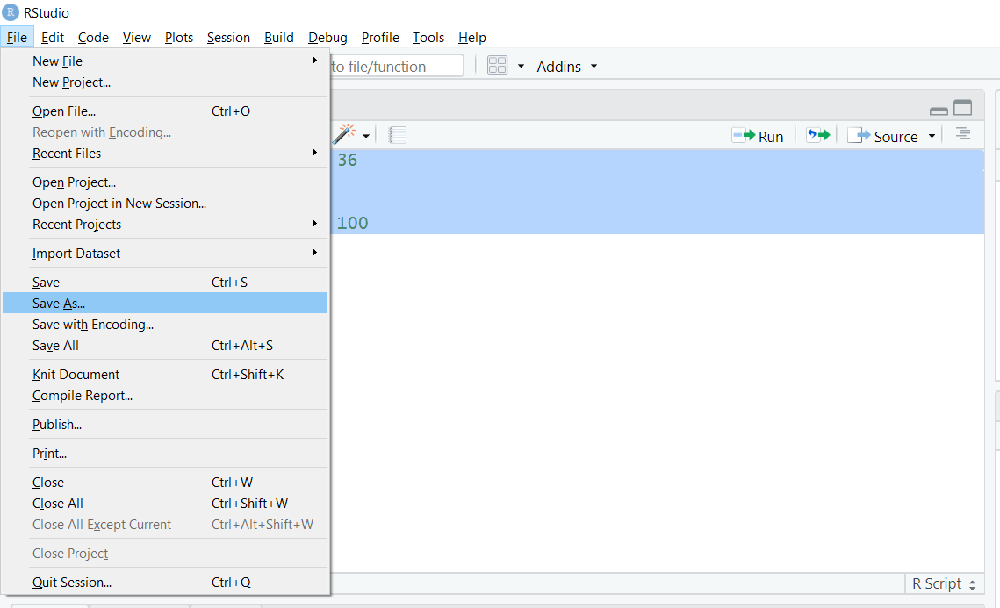 RStudio
File Edit Code View Plots Session Build Debug Profile Tools Help
to file/function Addins
New File
New Project...
Open File... Ctrl+O
Reopen with Encoding...
Recent Files
Open Project...
Open Project in New Session...
Recent Projects
Import Dataset
Save Ctrl+S
Save As...
Save with Encoding...
Save All Ctrl+Alt+S
Knit Document Ctrl+Shift+K
Compile Report...
Publish...
Print...
Close Ctrl+W
Close All Ctrl+Shift+W
Close All Except Current Ctrl+Alt+Shift+W
Close Project
Quit Session... Ctrl+Q
Run Source
36
100
R Script